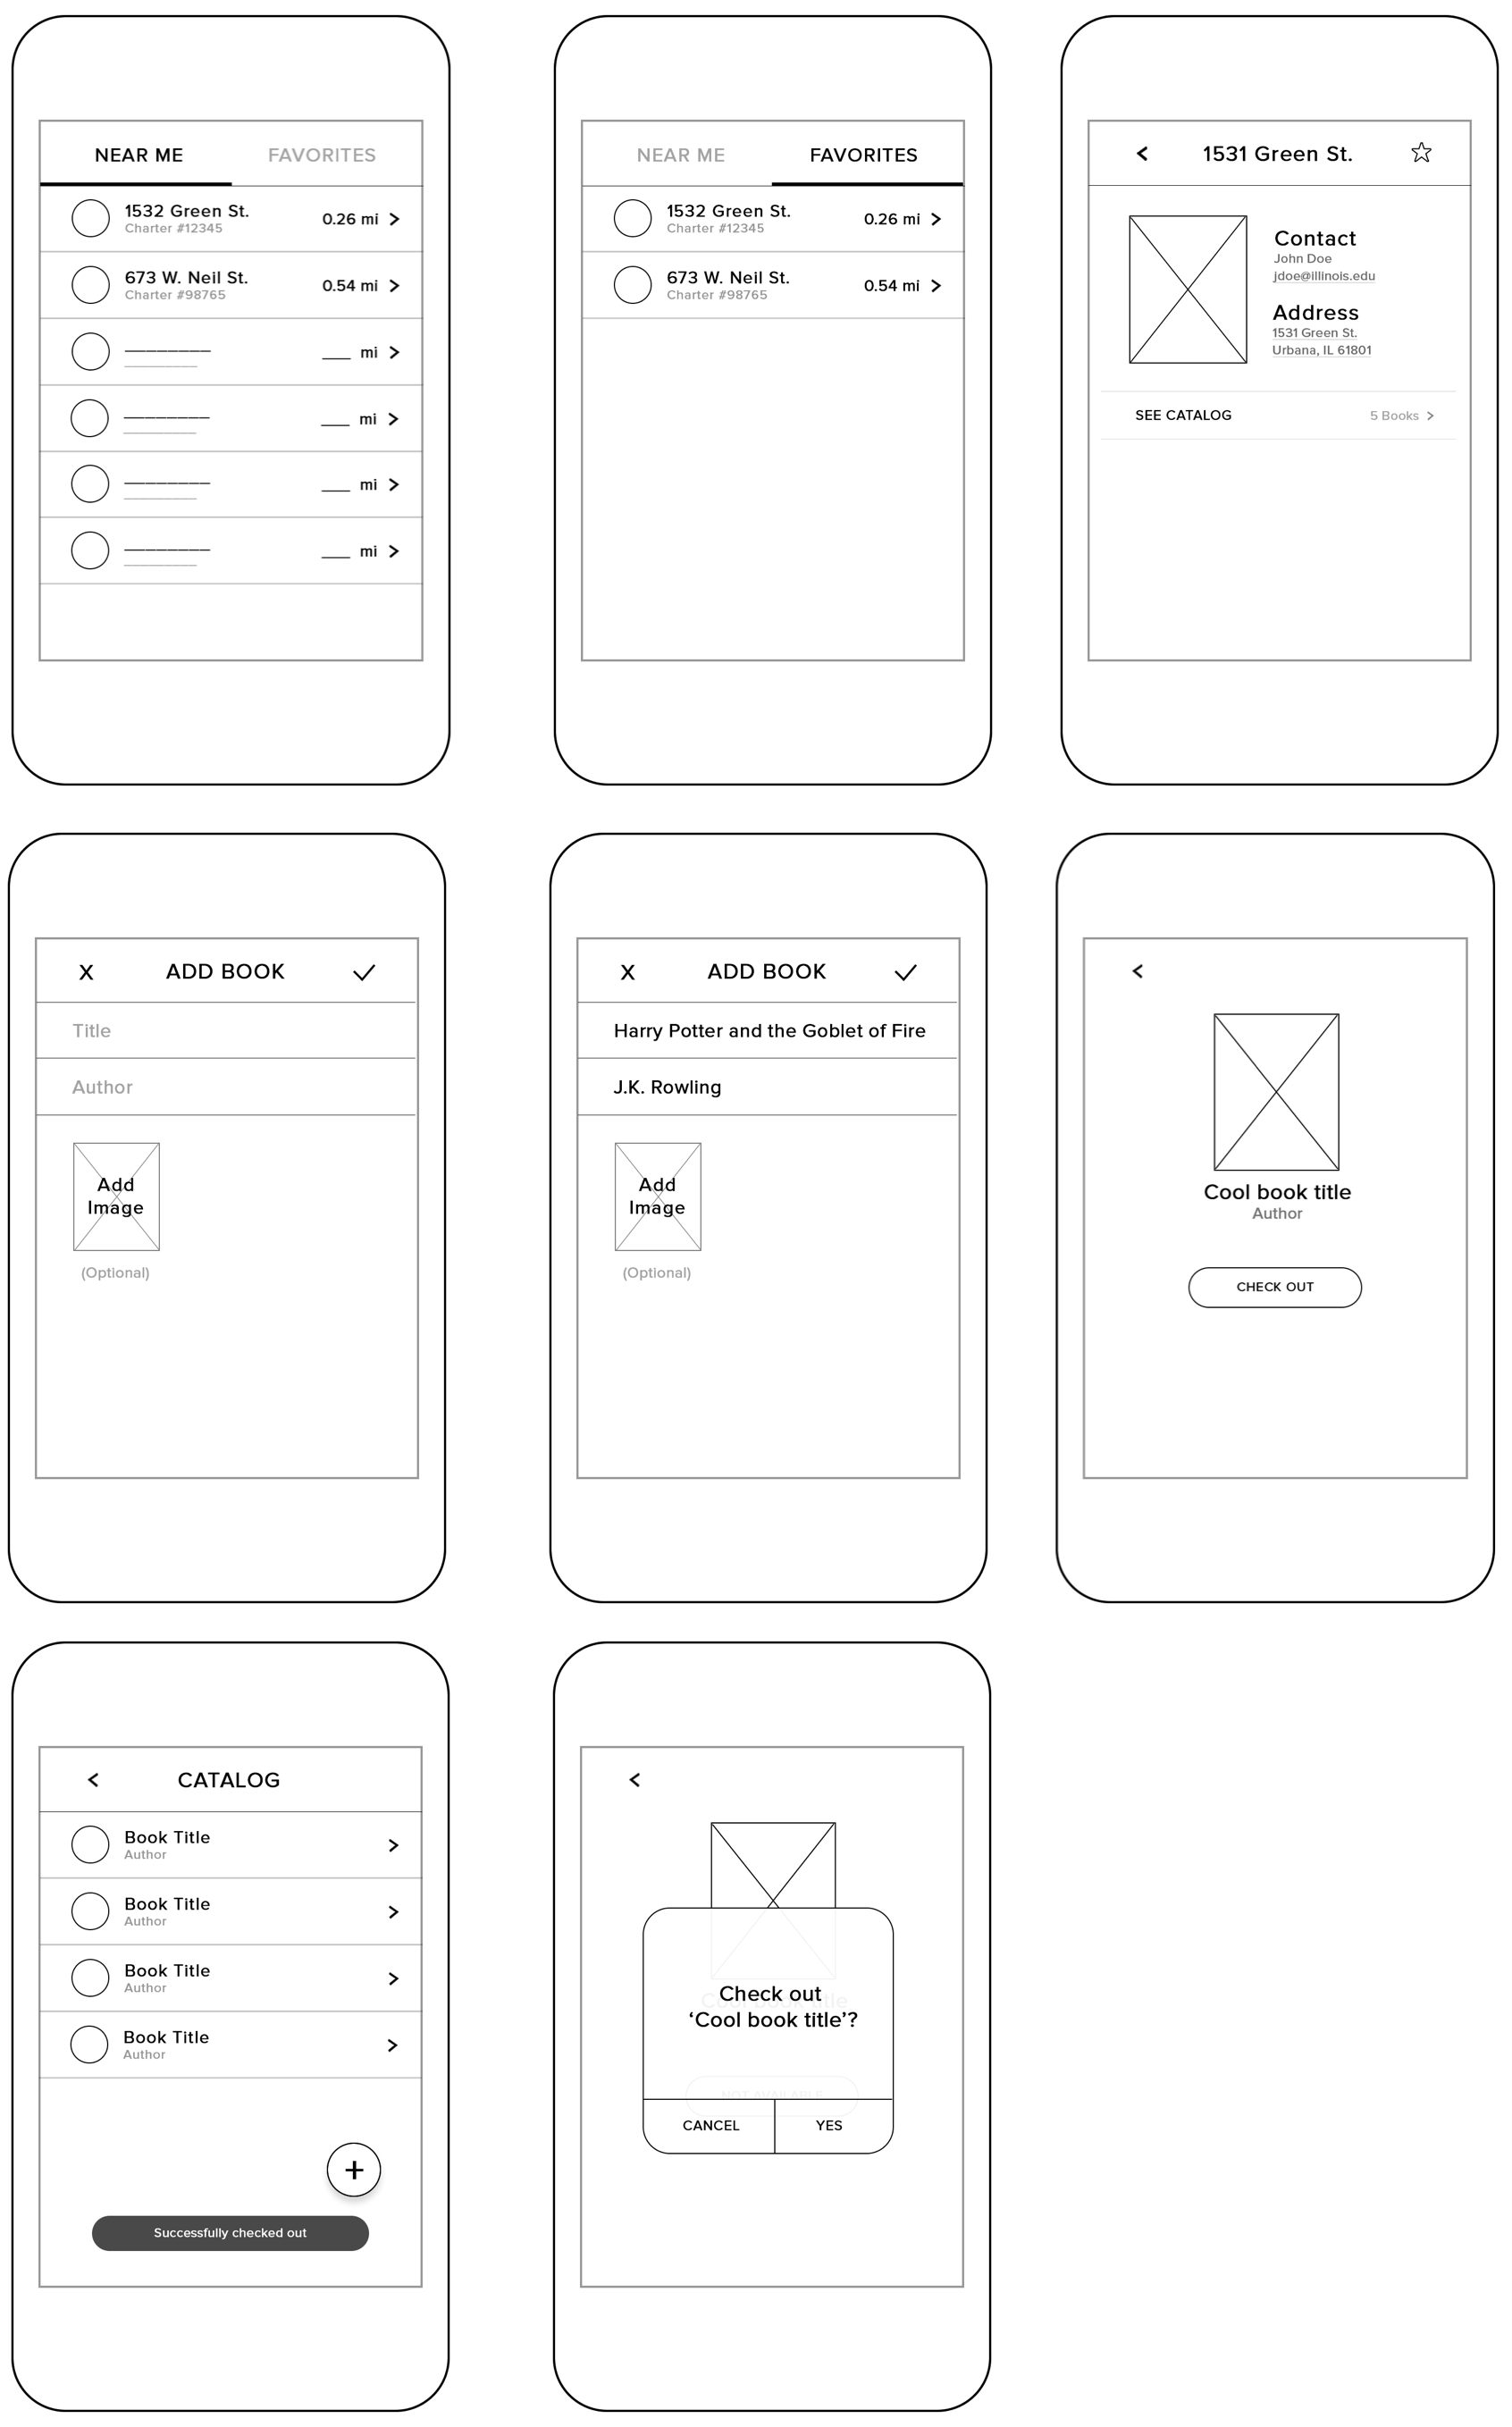 NEAR ME FAVORITES
1532 Green St.
Charter #12345
0.26 mi >
673 W. Neil St.
Charter #98765
0.54 mi >
mi >
mi >
mi >
mi >
NEAR ME FAVORITES
1532 Green St.
Charter #12345
0.26 mi >
673 W. Neil St.
Charter #98765
0.54 mi >
< 1531 Green St.
Contact
John Doe
jdoe@illinois.edu
Address
1531 Green St.
Urbana, IL 61801
SEE CATALOG 5 Books >
X ADD BOOK
Title
Author
Add
Image
(Optional)
X ADD BOOK
Harry Potter and the Goblet of Fire
J.K. Rowling
Add
Image
(Optional)
<
Cool book title
Author
CHECK OUT
< CATALOG
Book Title
Author
>
Book Title
Author
>
Book Title
Author
>
Book Title
Author
>
+
Successfully checked out
<
Cool book title
Check out
‘Cool book title’?
NOT AVAILABLE
CANCEL YES